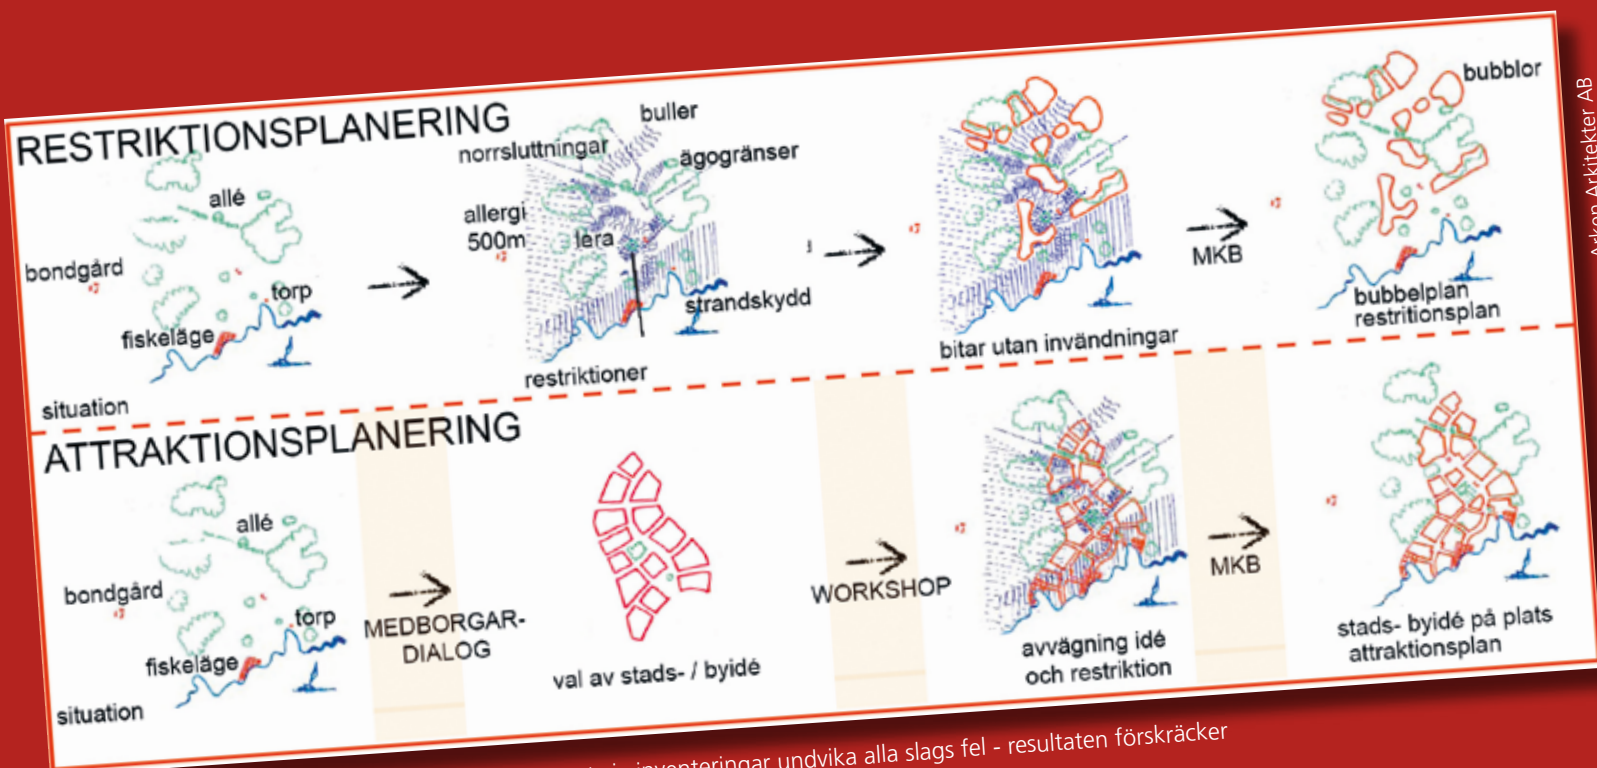 RESTRIKTIONSPLANERING
allé
bondgård
torp
fiskeläge
situation
buller
norrsluttningar
ägogränser
allergi
500m
lera
strandskydd
restriktioner
bitar utan invändningar
MKB
bubblor
bubbelplan
restritionsplan
ATTRAKTIONSPLANERING
allé
bondgård
torp
fiskeläge
situation
MEDBORGAR-
DIALOG
val av stads- / byidé
WORKSHOP
avvägning idé
och restriktion
MKB
stads- byidé på plats
attraktionsplan
Arken Arkitekter AB
inventeringar undvika alla slags fel - resultaten förskräcker